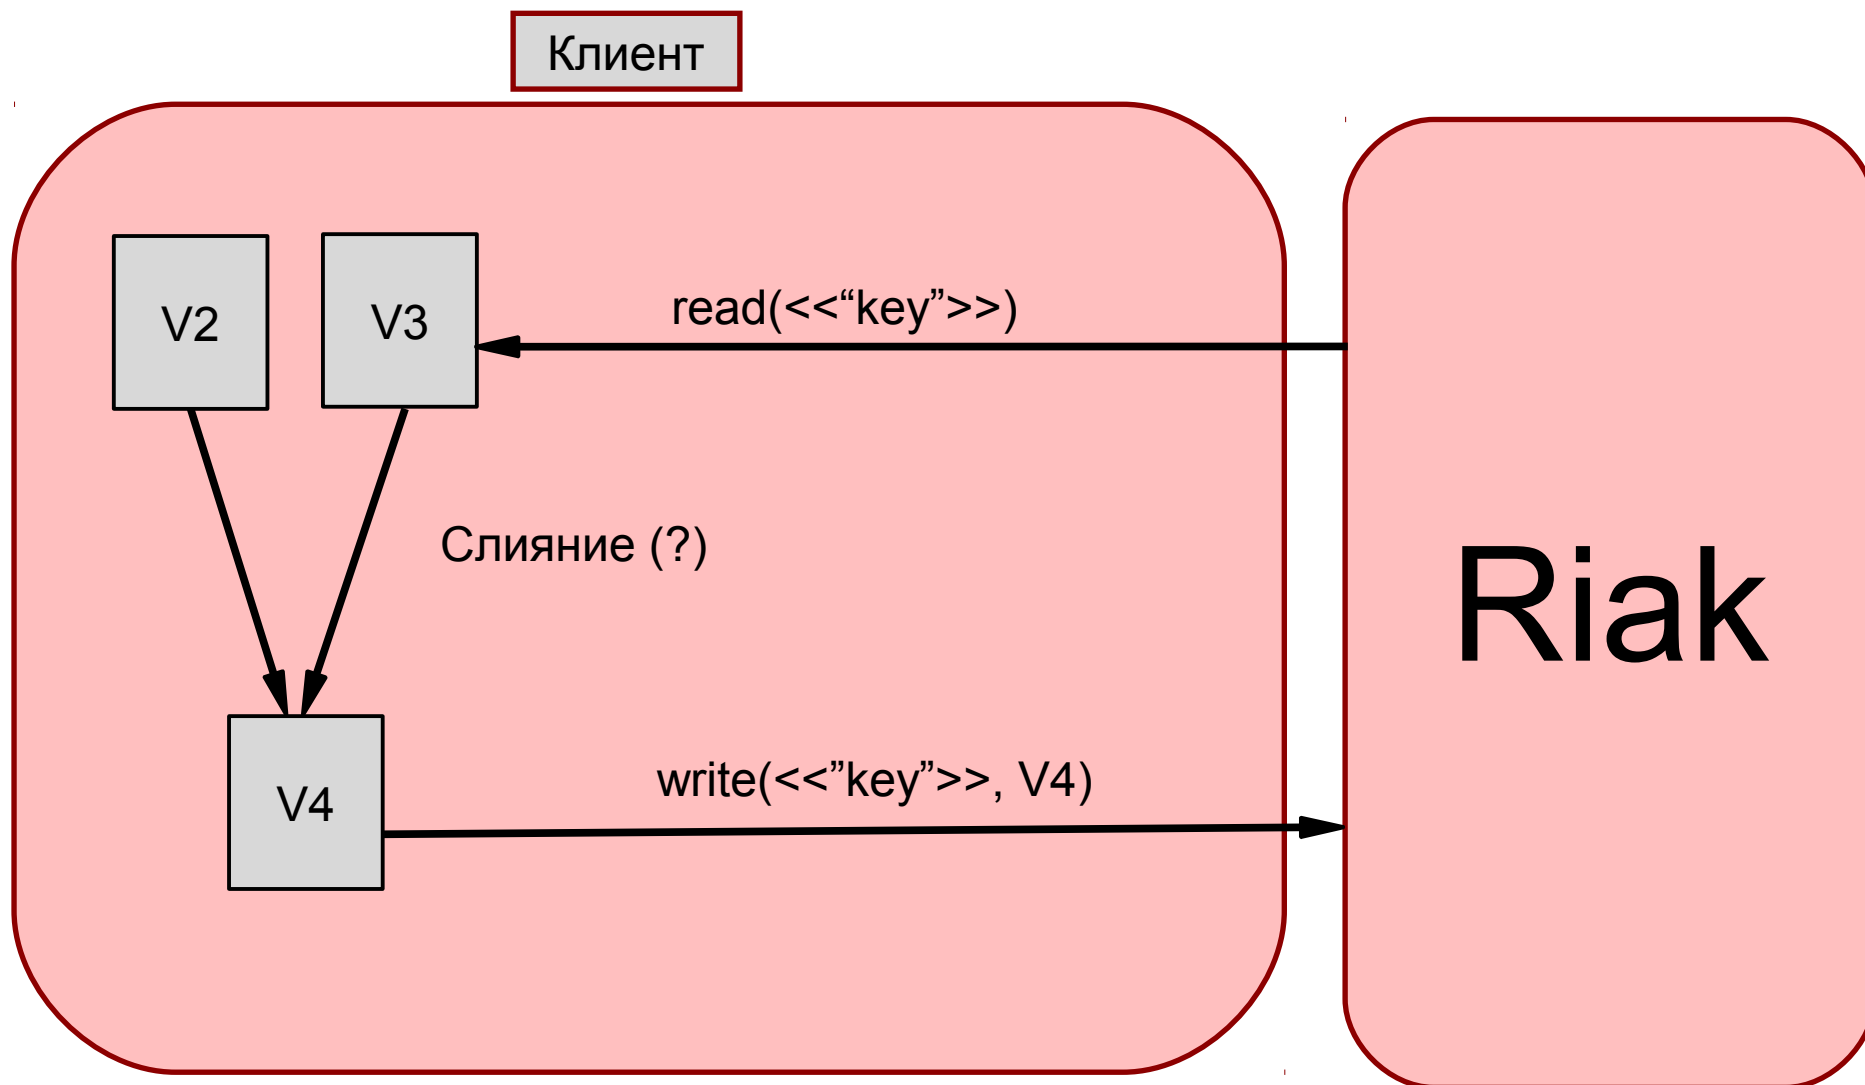 Клиент
V2
V3
read(<<“key”>>)
Слияние (?)
Riak
V4
write(<<”key”>>, V4)